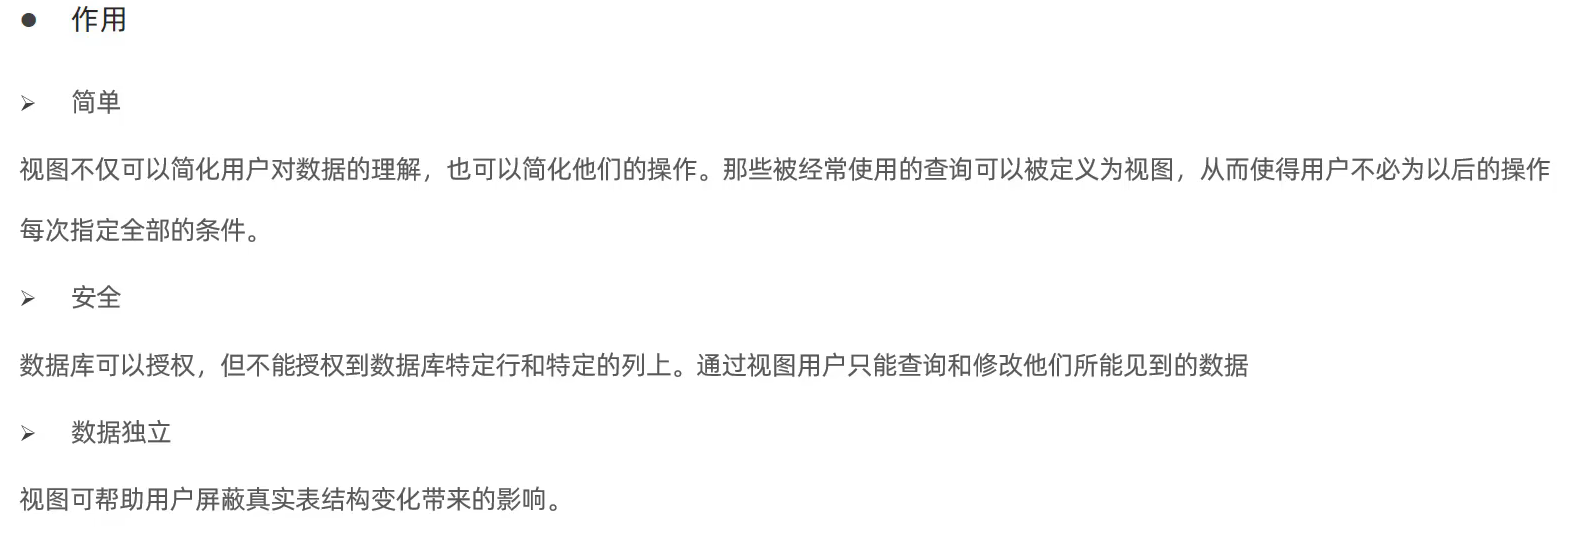 ● 作用
➢ 简单
视图不仅可以简化用户对数据的理解，也可以简化他们的操作。那些被经常使用的查询可以被定义为视图，从而使得用户不必为以后的操作
每次指定全部的条件。
➢ 安全
数据库可以授权，但不能授权到数据库特定行和特定的列上。通过视图用户只能查询和修改他们所能见到的数据
➢ 数据独立
视图可帮助用户屏蔽真实表结构变化带来的影响。